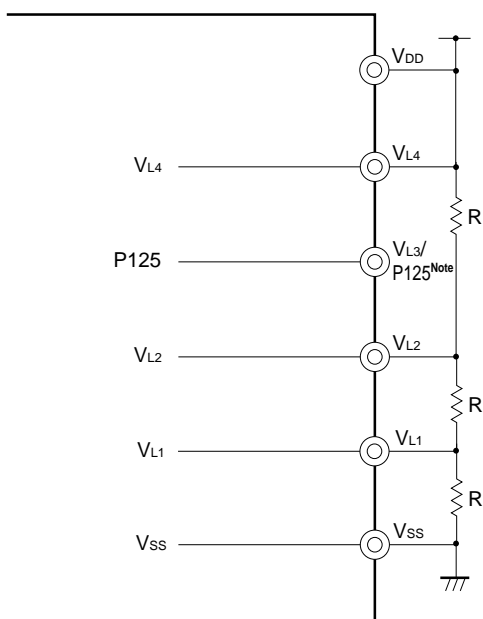 VDD
VL4 VL4
R
P125 VL3/
P125Note
VL2 VL2
R
VL1 VL1
R
VSS VSS